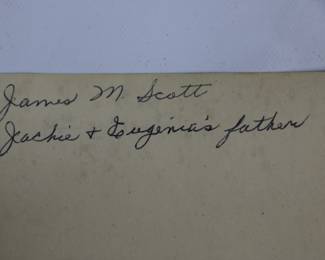 James M. Scott
Jackie + Eugenia's father